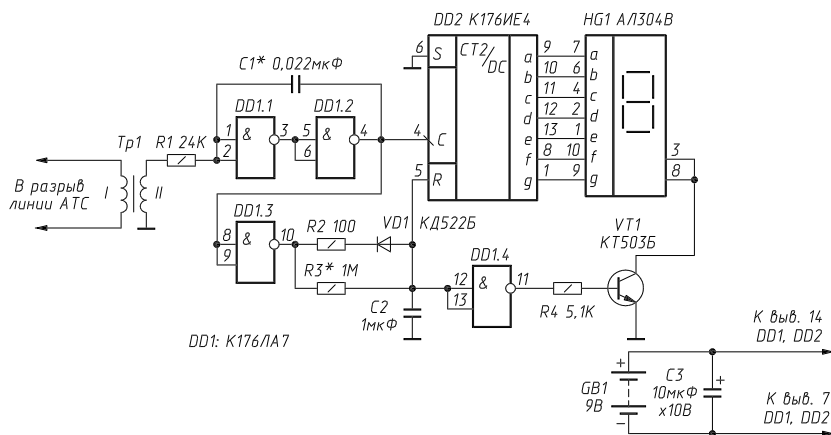 DD2 К176ИЕ4
HG1 АЛ304В
C1* 0,022мкФ
6
S
CT2/DC
a
b
c
d
e
f
g
9
10
11
12
13
8
1
7
6
4
2
1
10
9
a
b
c
d
e
f
g
DD1.1
DD1.2
1
2
&
3
5
6
&
4
4
C
5
R
3
8
Тр1
R1 24К
В разрыв
линии АТС
I
II
DD1.3
8
9
&
10
R2 100
VD1 КД522Б
R3* 1М
C2
1мкФ
DD1.4
12
13
&
11
R4 5,1К
VT1
КТ503Б
DD1: К176ЛА7
К выв. 14
DD1, DD2
+
GB1
9В
−
C3
10мкФ
х10В
+
К выв. 7
DD1, DD2